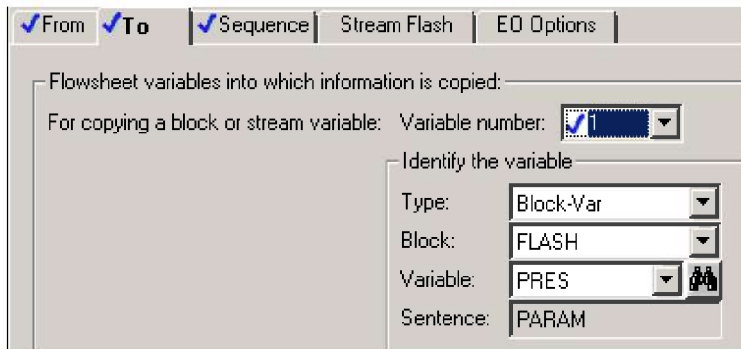 From To Sequence Stream Flash EO Options
Flowsheet variables into which information is copied:
For copying a block or stream variable: Variable number: 1
Identify the variable
Type: Block-Var
Block: FLASH
Variable: PRES
Sentence: PARAM